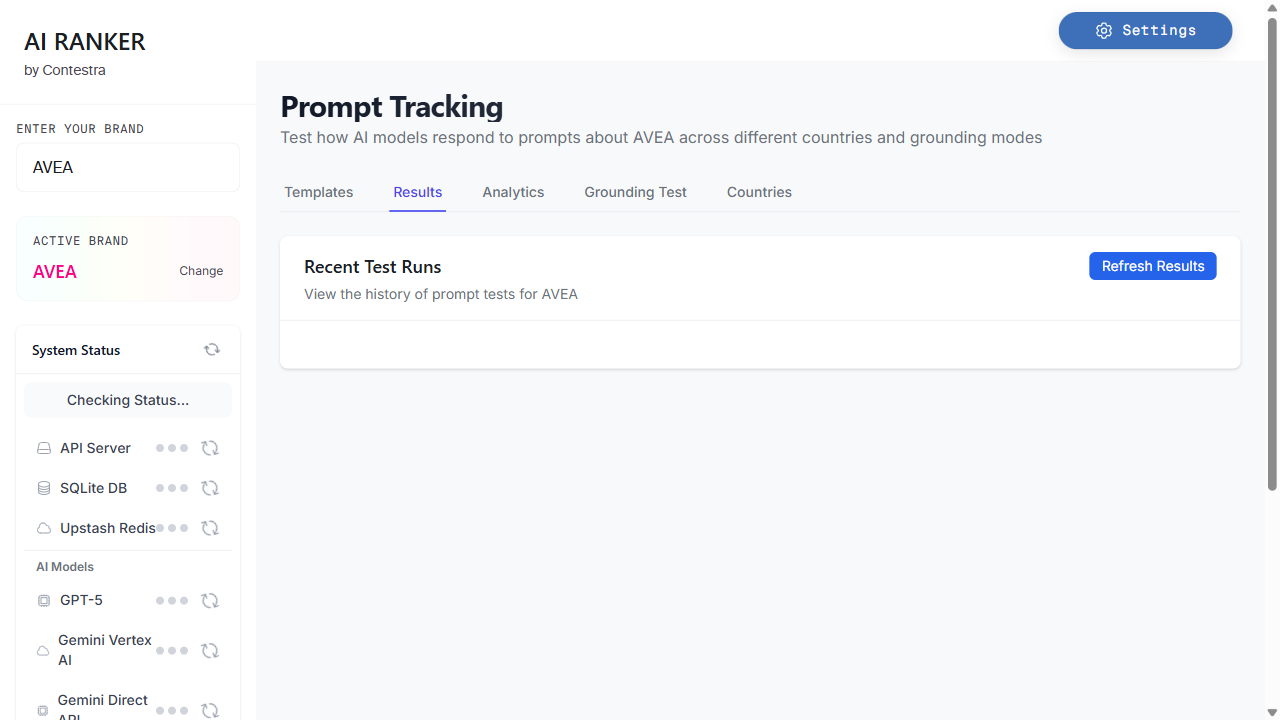 AI RANKER
by Contestra
Settings
ENTER YOUR BRAND
AVEA
ACTIVE BRAND
AVEA
Change
System Status
Checking Status...
API Server
SQLite DB
Upstash Redis
AI Models
GPT-5
Gemini Vertex
AI
Gemini Direct
API
Prompt Tracking
Test how AI models respond to prompts about AVEA across different countries and grounding modes
Templates
Results
Analytics
Grounding Test
Countries
Recent Test Runs
Refresh Results
View the history of prompt tests for AVEA